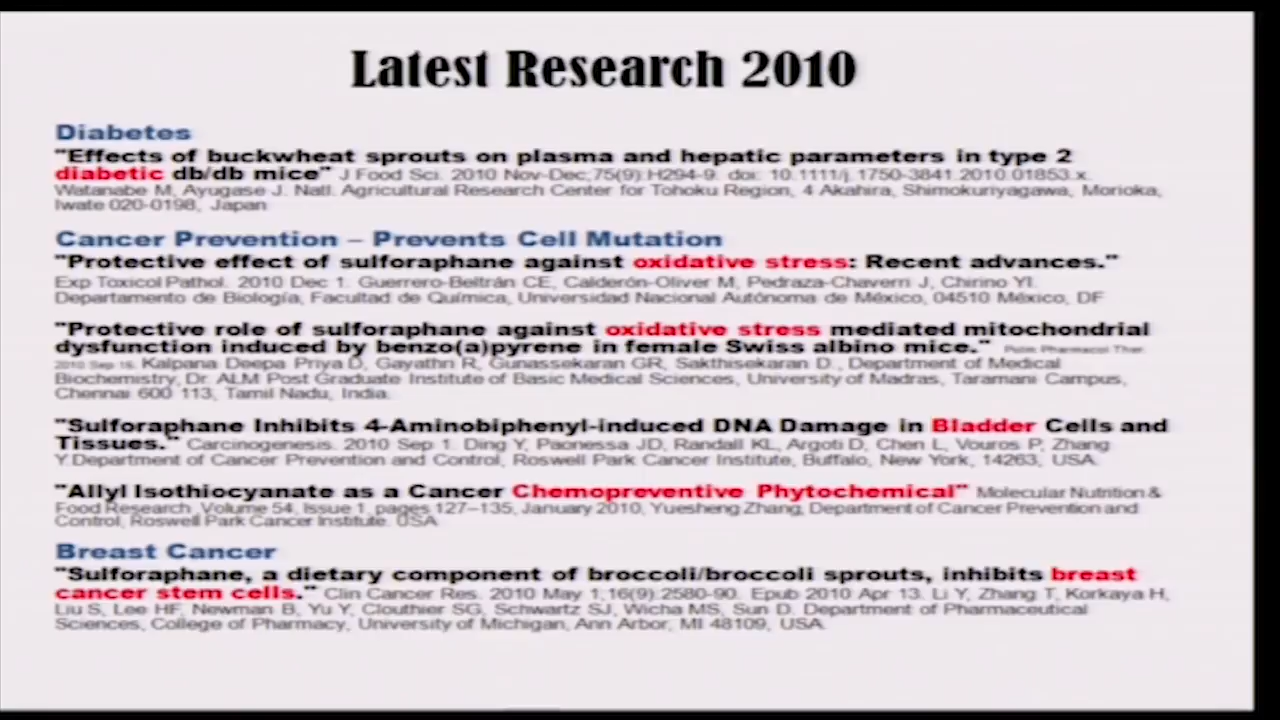 Latest Research 2010
Diabetes
"Effects of buckwheat sprouts on plasma and hepatic parameters in type 2
diabetic db/db mice" J Food Sci. 2010 Nov-Dec;75(9):H294-9. doi: 10.1111/j.1750-3841.2010.01853.x.
Watanabe M, Ayugase J. Natl. Agricultural Research Center for Tohoku Region, 4 Akahira, Shimokuriyagawa, Morioka,
Iwate 020-0198, Japan
Cancer Prevention – Prevents Cell Mutation
"Protective effect of sulforaphane against oxidative stress: Recent advances."
Exp Toxicol Pathol. 2010 Dec 1. Guerrero-Beltrán CE, Calderón-Oliver M, Pedraza-Chaverri J, Chirino YI.
Departamento de Biología, Facultad de Química, Universidad Nacional Autónoma de México, 04510 México, DF
"Protective role of sulforaphane against oxidative stress mediated mitochondrial
dysfunction induced by benzo(a)pyrene in female Swiss albino mice." Pulm Pharmacol Ther.
2010 Sep 16. Kalpana Deepa Priya D, Gayathri R, Gunassekaran GR, Sakthisekaran D., Department of Medical
Biochemistry, Dr. ALM Post Graduate Institute of Basic Medical Sciences, University of Madras, Taramani Campus,
Chennai 600 113, Tamil Nadu, India.
"Sulforaphane Inhibits 4-Aminobiphenyl-induced DNA Damage in Bladder Cells and
Tissues." Carcinogenesis. 2010 Sep 1. Ding Y, Paonessa JD, Randall KL, Argoti D, Chen L, Vouros P, Zhang
Y.Department of Cancer Prevention and Control, Roswell Park Cancer Institute, Buffalo, New York, 14263, USA.
"Allyl Isothiocyanate as a Cancer Chemopreventive Phytochemical" Molecular Nutrition &
Food Research, Volume 54, Issue 1, pages 127–135, January 2010, Yuesheng Zhang, Department of Cancer Prevention and
Control, Roswell Park Cancer Institute. USA
Breast Cancer
"Sulforaphane, a dietary component of broccoli/broccoli sprouts, inhibits breast
cancer stem cells." Clin Cancer Res. 2010 May 1;16(9):2580-90. Epub 2010 Apr 13. Li Y, Zhang T, Korkaya H,
Liu S, Lee HF, Newman B, Yu Y, Clouthier SG, Schwartz SJ, Wicha MS, Sun D. Department of Pharmaceutical
Sciences, College of Pharmacy, University of Michigan, Ann Arbor, MI 48109, USA.